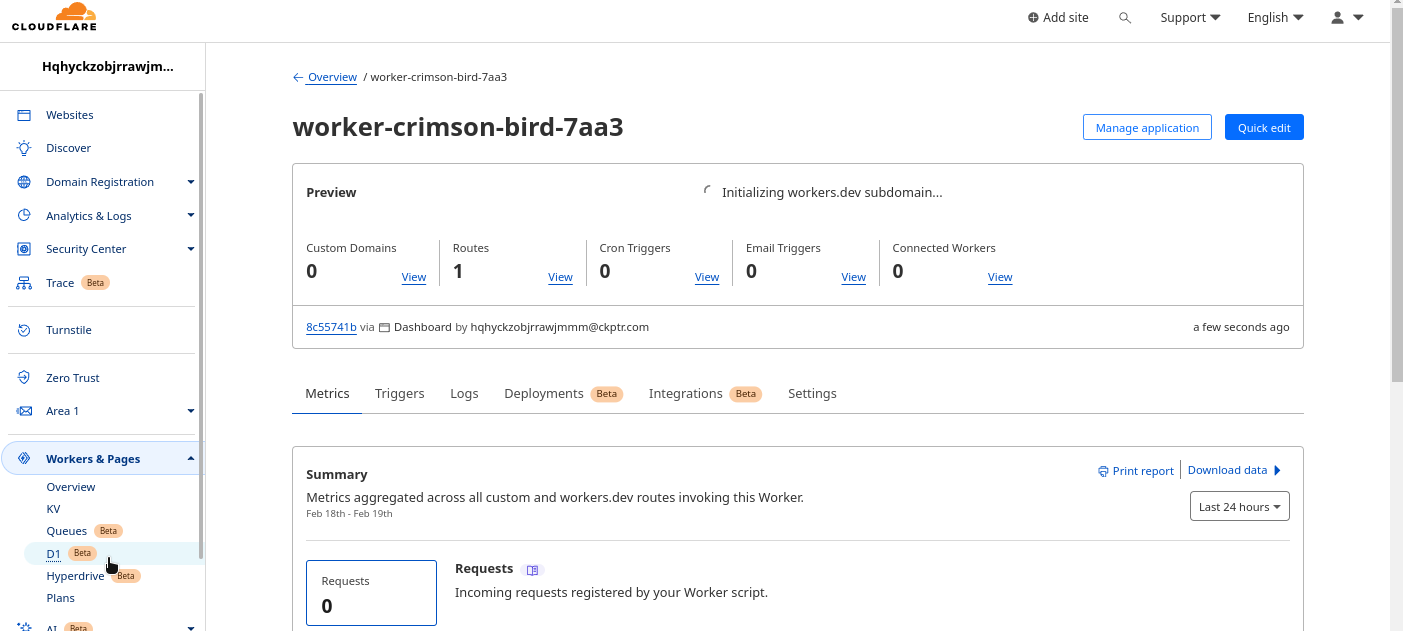 CLOUDFLARE
Add site
Support
English
Hqhyckzobjrrawjm...
Websites
Discover
Domain Registration
Analytics & Logs
Security Center
Trace Beta
Turnstile
Zero Trust
Area 1
Workers & Pages
Overview
KV
Queues Beta
D1 Beta
Hyperdrive Beta
Plans
AI Beta
← Overview / worker-crimson-bird-7aa3
worker-crimson-bird-7aa3
Manage application
Quick edit
Preview
Initializing workers.dev subdomain...
Custom Domains
0
View
Routes
1
View
Cron Triggers
0
View
Email Triggers
0
View
Connected Workers
0
View
8c55741b via Dashboard by hqhyckzobjrrawjmmm@ckptr.com
a few seconds ago
Metrics
Triggers
Logs
Deployments Beta
Integrations Beta
Settings
Summary
Print report
Download data
Metrics aggregated across all custom and workers.dev routes invoking this Worker.
Feb 18th - Feb 19th
Last 24 hours
Requests
0
Requests
Incoming requests registered by your Worker script.